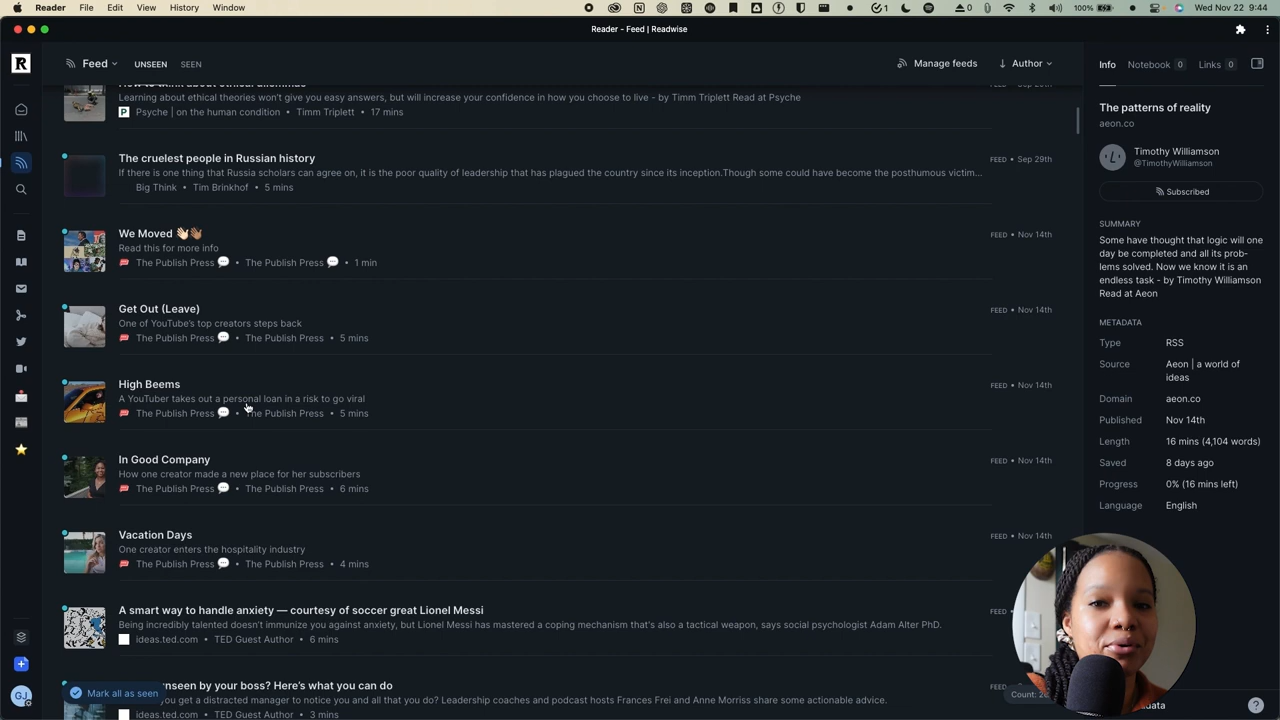 Reader File Edit View History Window
1
0
100%
Wed Nov 22 9:44
Reader - Feed | Readwise
R
Feed UNSEEN SEEN
Manage feeds
Author
Learning about ethical theories won't give you easy answers, but will increase your confidence in how you choose to live - by Timm Triplett Read at Psyche
P Psyche | on the human condition • Timm Triplett • 17 mins
The cruelest people in Russian history
FEED • Sep 29th
If there is one thing that Russia scholars can agree on, it is the poor quality of leadership that has plagued the country since its inception.Though some could have become the posthumous victim...
Big Think • Tim Brinkhof • 5 mins
We Moved 👋🏻👋🏽
FEED • Nov 14th
Read this for more info
The Publish Press 💬 • The Publish Press 💬 • 1 min
Get Out (Leave)
FEED • Nov 14th
One of YouTube's top creators steps back
The Publish Press 💬 • The Publish Press • 5 mins
High Beems
FEED • Nov 14th
A YouTuber takes out a personal loan in a risk to go viral
The Publish Press 💬 • The Publish Press • 5 mins
In Good Company
FEED • Nov 14th
How one creator made a new place for her subscribers
The Publish Press 💬 • The Publish Press • 6 mins
Vacation Days
FEED • Nov 14th
One creator enters the hospitality industry
The Publish Press 💬 • The Publish Press • 4 mins
A smart way to handle anxiety — courtesy of soccer great Lionel Messi
FEED
Being incredibly talented doesn't immunize you against anxiety, but Lionel Messi has mastered a coping mechanism that's also a tactical weapon, says social psychologist Adam Alter PhD.
ideas.ted.com • TED Guest Author • 6 mins
by your boss? Here's what you can do
FEED
you get a distracted manager to notice you and all that you do? Leadership coaches and podcast hosts Frances Frei and Anne Morriss share some actionable advice.
ideas.ted.com • TED Guest Author • 3 mins
Mark all as seen
GJ
Count:
Info Notebook 0 Links 0
The patterns of reality
aeon.co
Timothy Williamson
@TimothyWilliamson
Subscribed
SUMMARY
Some have thought that logic will one
day be completed and all its prob-
lems solved. Now we know it is an
endless task - by Timothy Williamson
Read at Aeon
METADATA
Type RSS
Source Aeon | a world of
ideas
Domain aeon.co
Published Nov 14th
Length 16 mins (4,104 words)
Saved 8 days ago
Progress 0% (16 mins left)
Language English
?